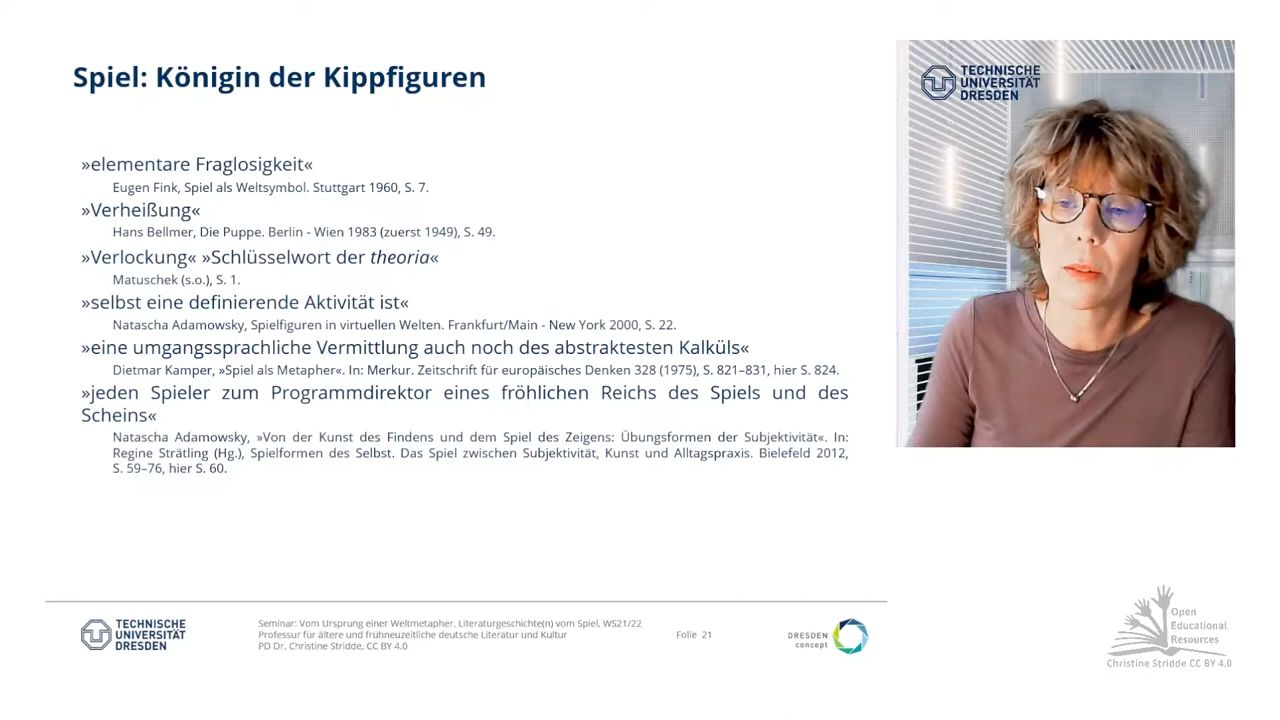 Spiel: Königin der Kippfiguren
»elementare Fraglosigkeit«
Eugen Fink, Spiel als Weltsymbol. Stuttgart 1960, S. 7.
»Verheißung«
Hans Bellmer, Die Puppe. Berlin - Wien 1983 (zuerst 1949), S. 49.
»Verlockung« »Schlüsselwort der theoria«
Matuschek (s.o.), S. 1.
»selbst eine definierende Aktivität ist«
Natascha Adamowsky, Spielfiguren in virtuellen Welten. Frankfurt/Main - New York 2000, S. 22.
»eine umgangssprachliche Vermittlung auch noch des abstraktesten Kalküls«
Dietmar Kamper, »Spiel als Metapher«. In: Merkur. Zeitschrift für europäisches Denken 328 (1975), S. 821–831, hier S. 824.
»jeden Spieler zum Programmdirektor eines fröhlichen Reichs des Spiels und des
Scheins«
Natascha Adamowsky, »Von der Kunst des Findens und dem Spiel des Zeigens: Übungsformen der Subjektivität«. In:
Regine Strätling (Hg.), Spielformen des Selbst. Das Spiel zwischen Subjektivität, Kunst und Alltagspraxis. Bielefeld 2012,
S. 59–76, hier S. 60.
TECHNISCHE
UNIVERSITÄT
DRESDEN
TECHNISCHE
UNIVERSITÄT
DRESDEN
Seminar: Vom Ursprung einer Weltmetapher. Literaturgeschichte(n) vom Spiel, WS21/22
Professur für ältere und frühneuzeitliche deutsche Literatur und Kultur
PD Dr. Christine Stridde, CC BY 4.0
Folie 21
DRESDEN
concept
Open
Educational
Resources
Christine Stridde CC BY 4.0